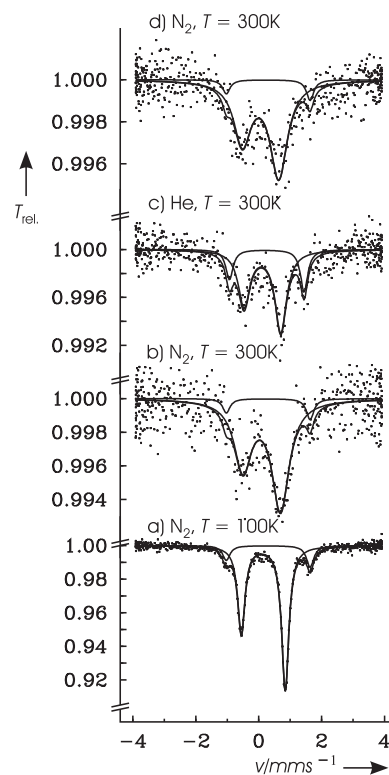 d) N2, T = 300K
1.000
0.998
0.996
Trel.
c) He, T = 300K
1.000
0.996
0.992
b) N2, T = 300K
1.000
0.998
0.996
0.994
a) N2, T = 100K
1.00
0.98
0.96
0.94
0.92
−4 −2 0 2 4
v/mms −1